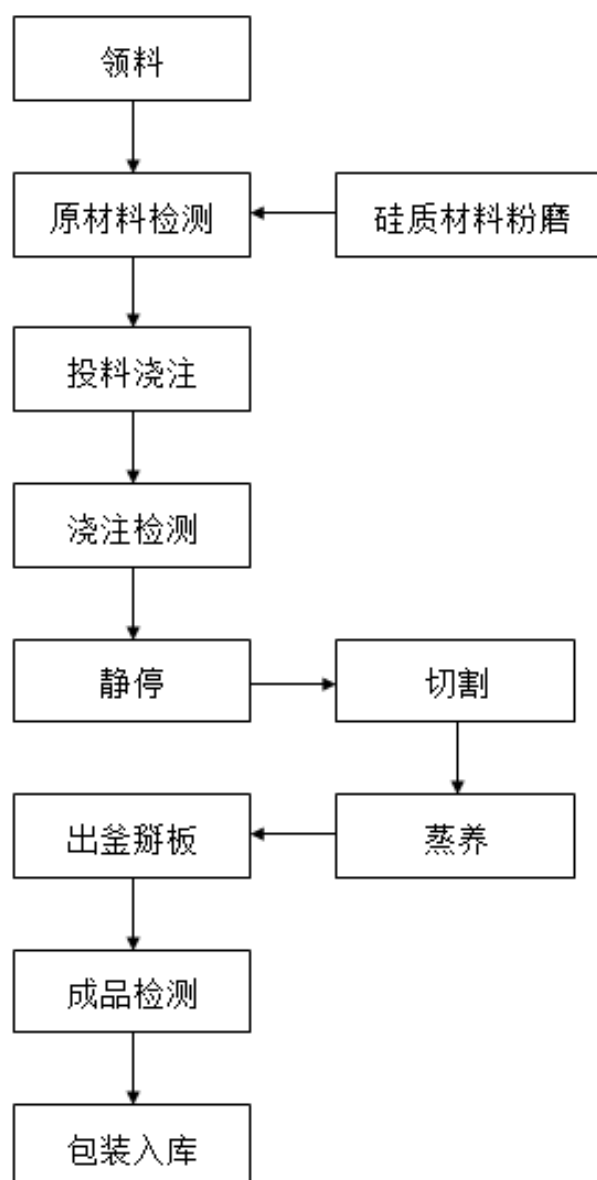 领料
原材料检测
硅质材料粉磨
投料浇注
浇注检测
静停
切割
出釜掰板
蒸养
成品检测
包装入库